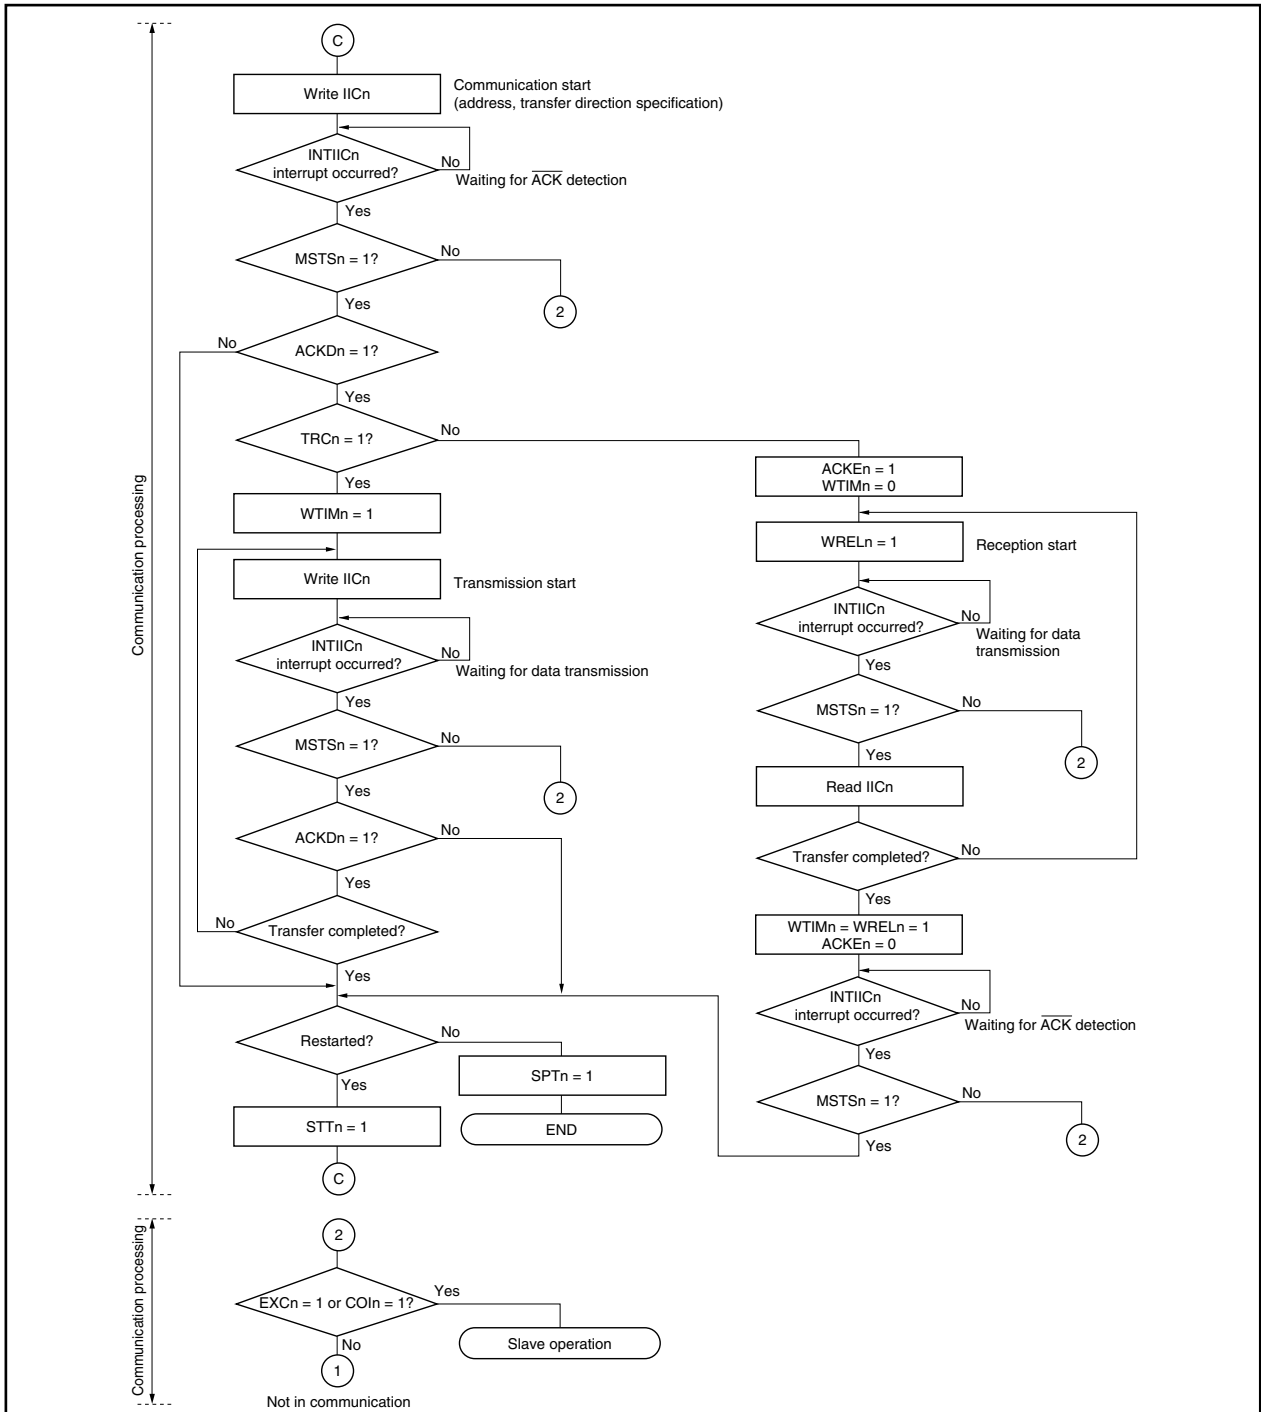 C
Write IICn
Communication start
(address, transfer direction specification)
INTIICn
interrupt occurred?
No
Waiting for ACK detection
Yes
MSTSn = 1?
No
2
Yes
ACKDn = 1?
No
Yes
TRCn = 1?
No
Yes
WTIMn = 1
Write IICn
Transmission start
INTIICn
interrupt occurred?
No
Waiting for data transmission
Yes
MSTSn = 1?
No
2
Yes
ACKDn = 1?
No
Yes
Transfer completed?
No
Yes
Restarted?
No
SPTn = 1
END
Yes
STTn = 1
C
ACKEn = 1
WTIMn = 0
WRELn = 1
Reception start
INTIICn
interrupt occurred?
No
Waiting for data
transmission
Yes
MSTSn = 1?
No
2
Yes
Read IICn
Transfer completed?
No
Yes
WTIMn = WRELn = 1
ACKEn = 0
INTIICn
interrupt occurred?
No
Waiting for ACK detection
Yes
MSTSn = 1?
No
2
Yes
Communication processing
2
EXCn = 1 or COIn = 1?
Yes
Slave operation
No
1
Not in communication
Communication processing